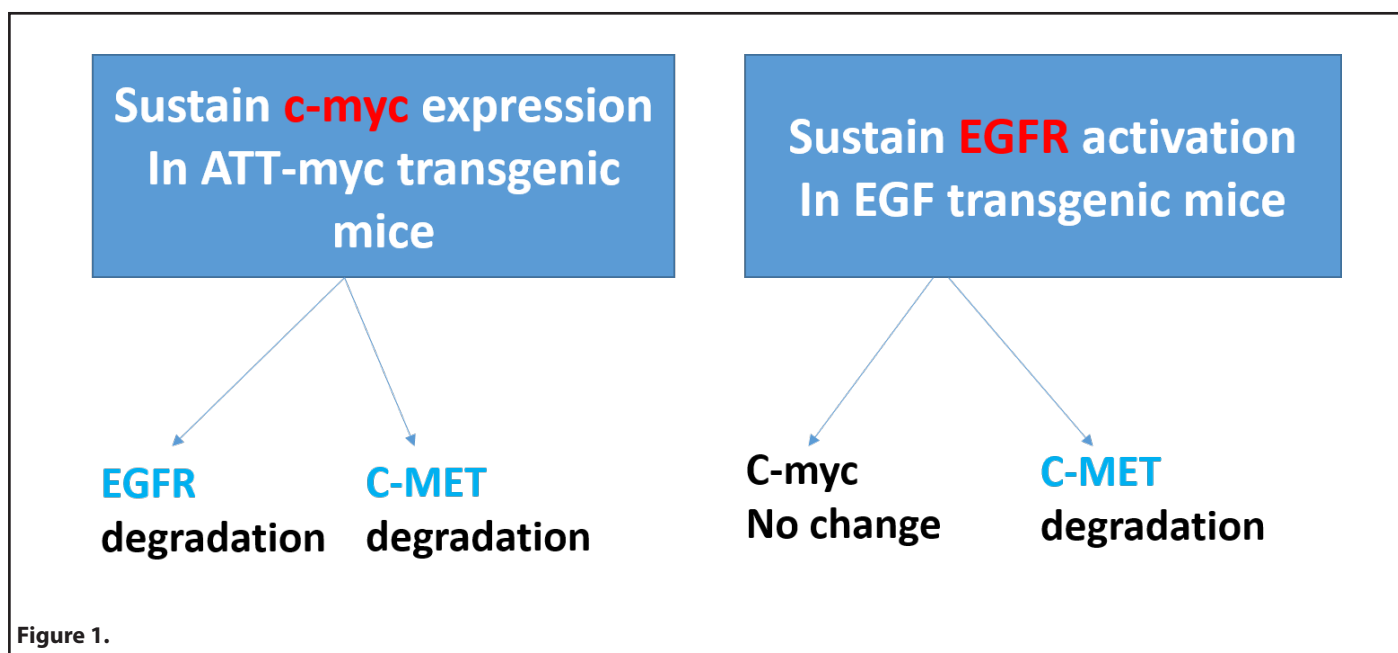 Sustain c-myc expression
In ATT-myc transgenic
mice
Sustain EGFR activation
In EGF transgenic mice
EGFR
degradation
C-MET
degradation
C-myc
No change
C-MET
degradation
Figure 1.